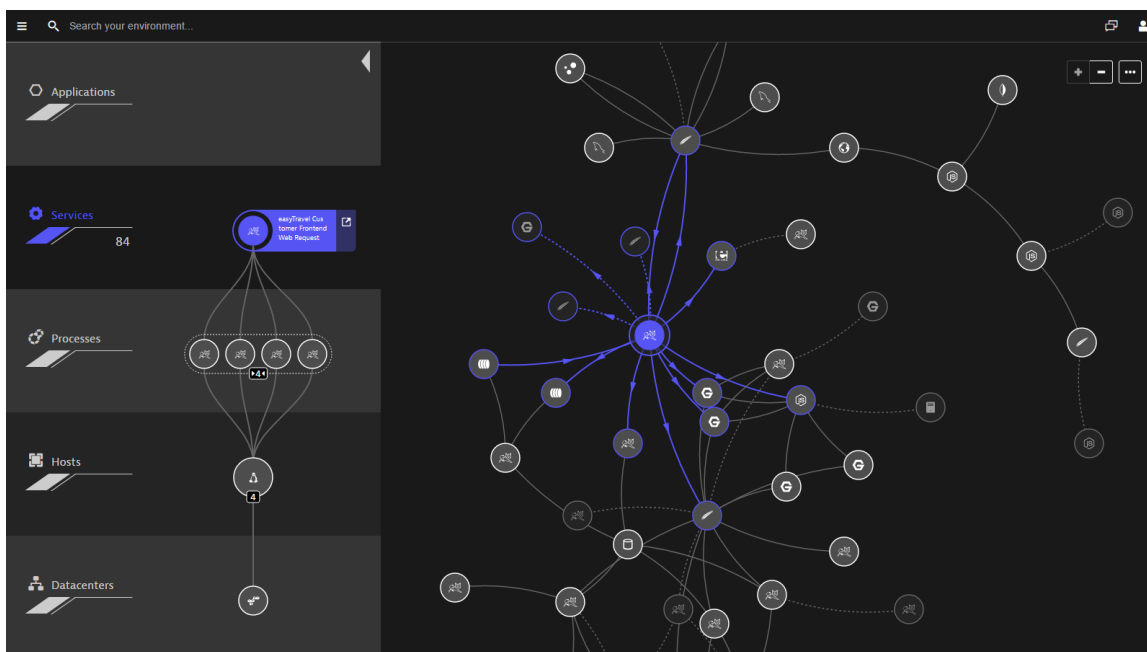 Search your environment...
Applications
Services
84
easyTravel Cus
tomer Frontend
Web Request
Processes
4
Hosts
4
Datacenters